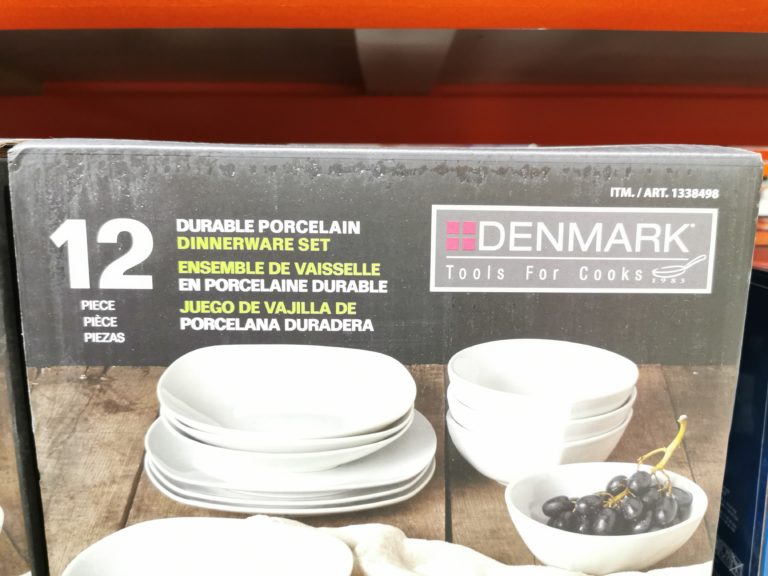 ITM. / ART. 1338498
12
PIECE
PIÈCE
PIEZAS
DURABLE PORCELAIN
DINNERWARE SET
ENSEMBLE DE VAISSELLE
EN PORCELAINE DURABLE
JUEGO DE VAJILLA DE
PORCELANA DURADERA
DENMARK®
Tools For Cooks
1983